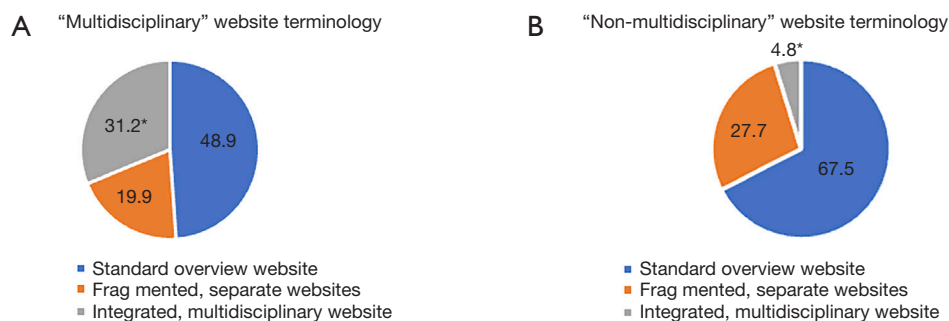 A
"Multidisciplinary" website terminology
31.2*
48.9
19.9
Standard overview website
Frag mented, separate websites
Integrated, multidisciplinary website
B
"Non-multidisciplinary" website terminology
4.8*
27.7
67.5
Standard overview website
Frag mented, separate websites
Integrated, multidisciplinary website